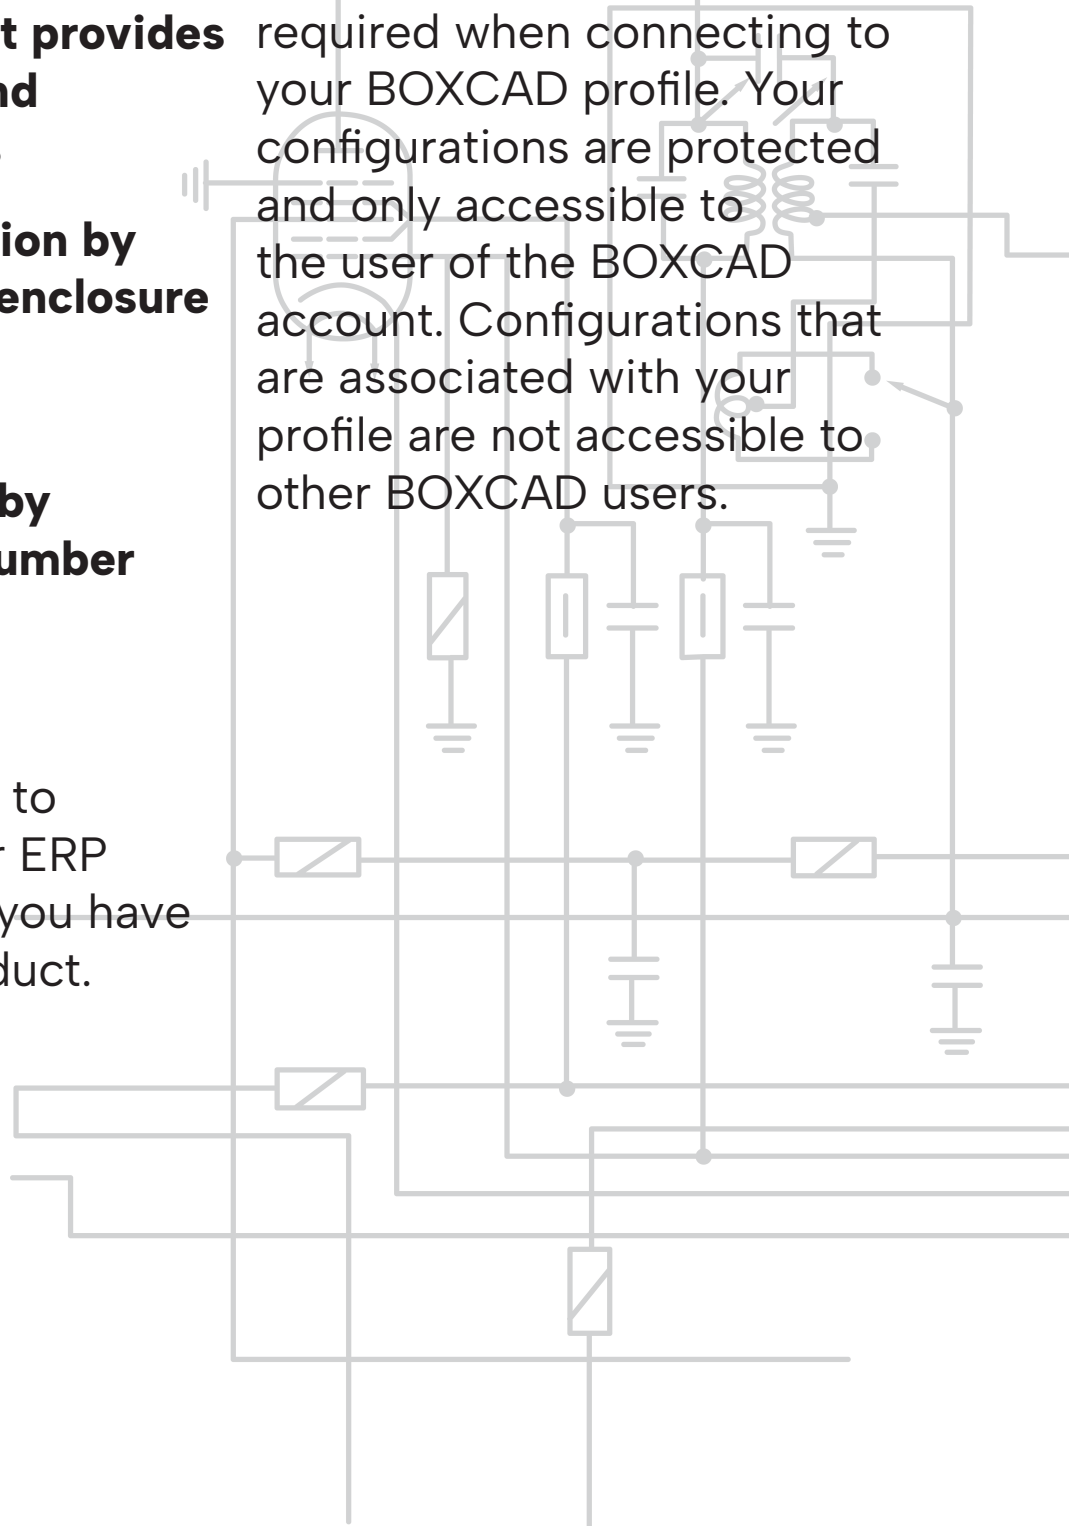 t provides
nd
ion by
enclosure
by
umber
to
r ERP
you have
duct.
required when connecting to
your BOXCAD profile. Your
configurations are protected
and only accessible to
the user of the BOXCAD
account. Configurations that
are associated with your
profile are not accessible to
other BOXCAD users.